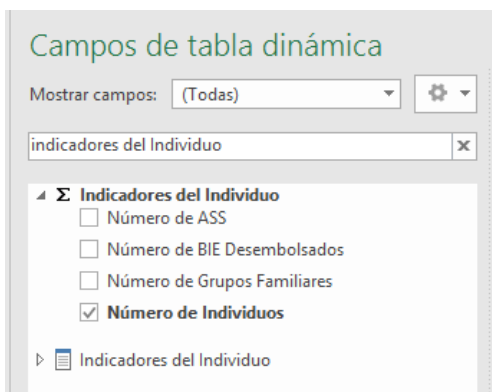 Campos de tabla dinámica
Mostrar campos: (Todas)
indicadores del Individuo
Σ Indicadores del Individuo
Número de ASS
Número de BIE Desembolsados
Número de Grupos Familiares
Número de Individuos
Indicadores del Individuo